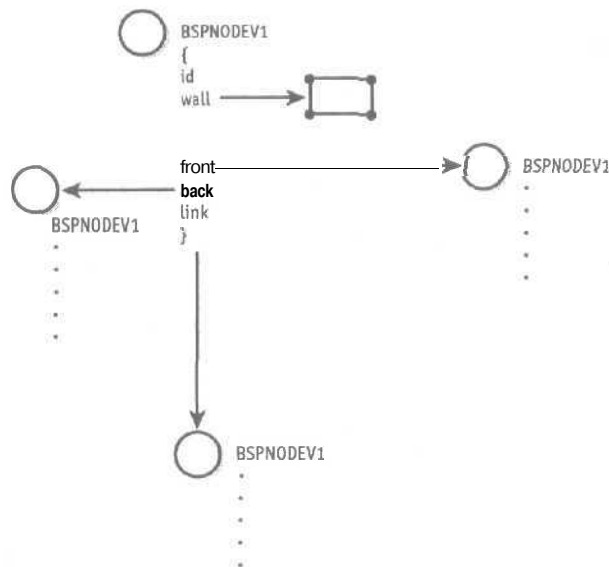 BSPNODEV1
{
id
wall
front
BSPNODEV1
back
link
BSPNODEV1
}
BSPNODEV1